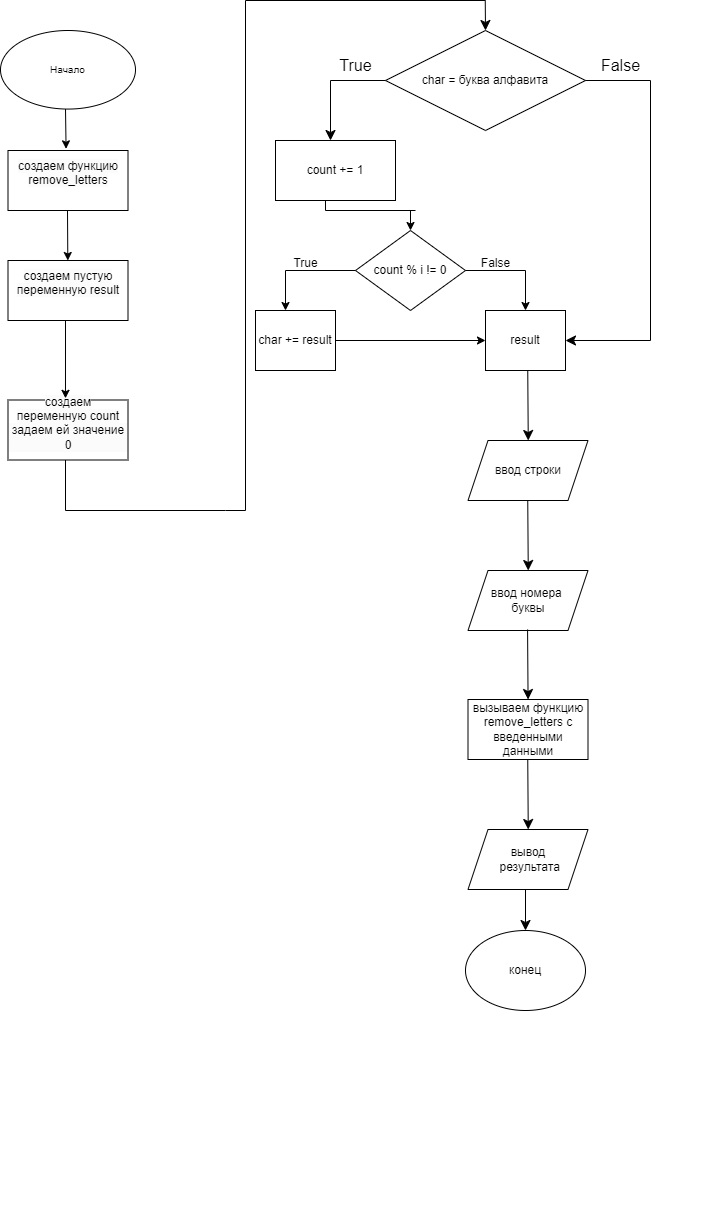 Начало
создаем функцию
remove_letters
создаем пустую
переменную result
создаем
переменную count
задаем ей значение
0
char = буква алфавита
True
False
count += 1
count % i != 0
True
False
char += result
result
ввод строки
ввод номера
буквы
вызываем функцию
remove_letters с
введенными
данными
вывод
результата
конец